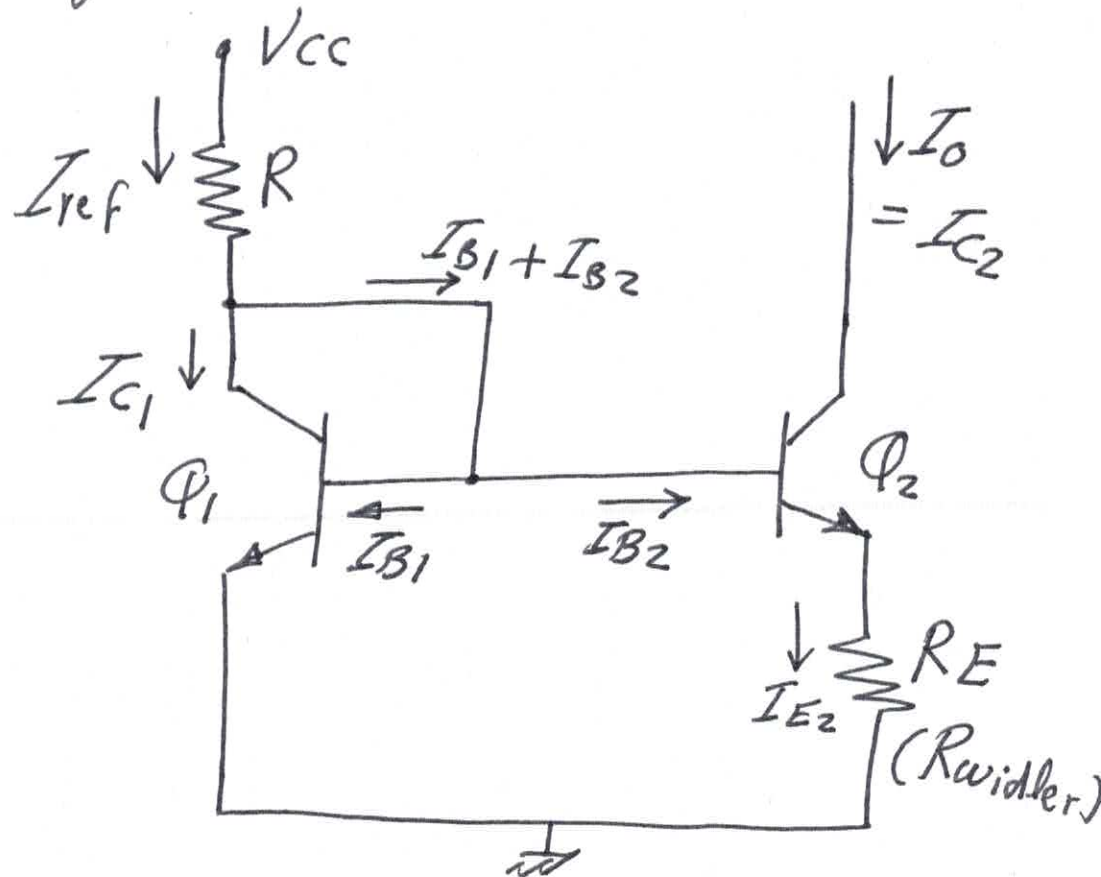 VCC
Iref
R
IB1 + IB2
Io
= IC2
IC1
Q1
IB1
IB2
Q2
IE2
RE
(Rwidler)